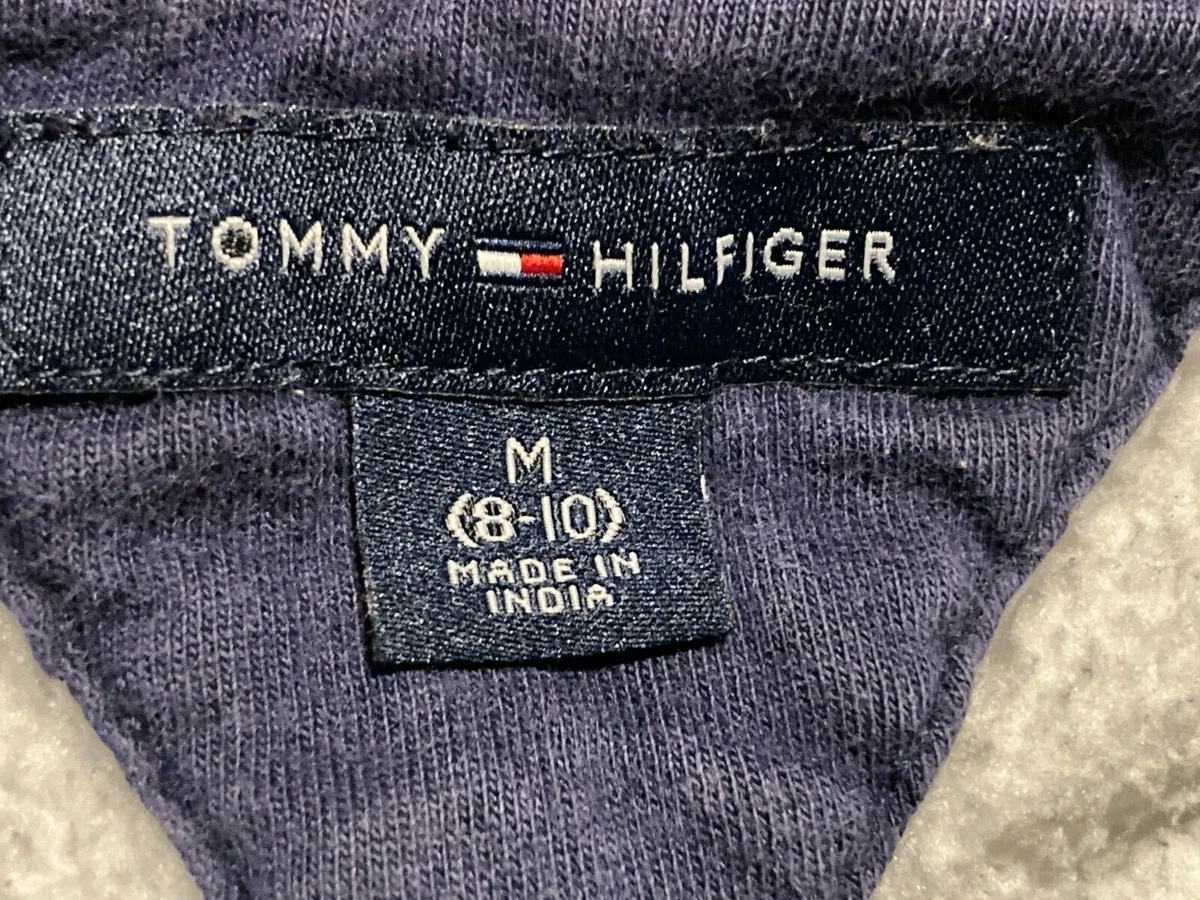 TOMMY HILFIGER
M
(8-10)
MADE IN
INDIA